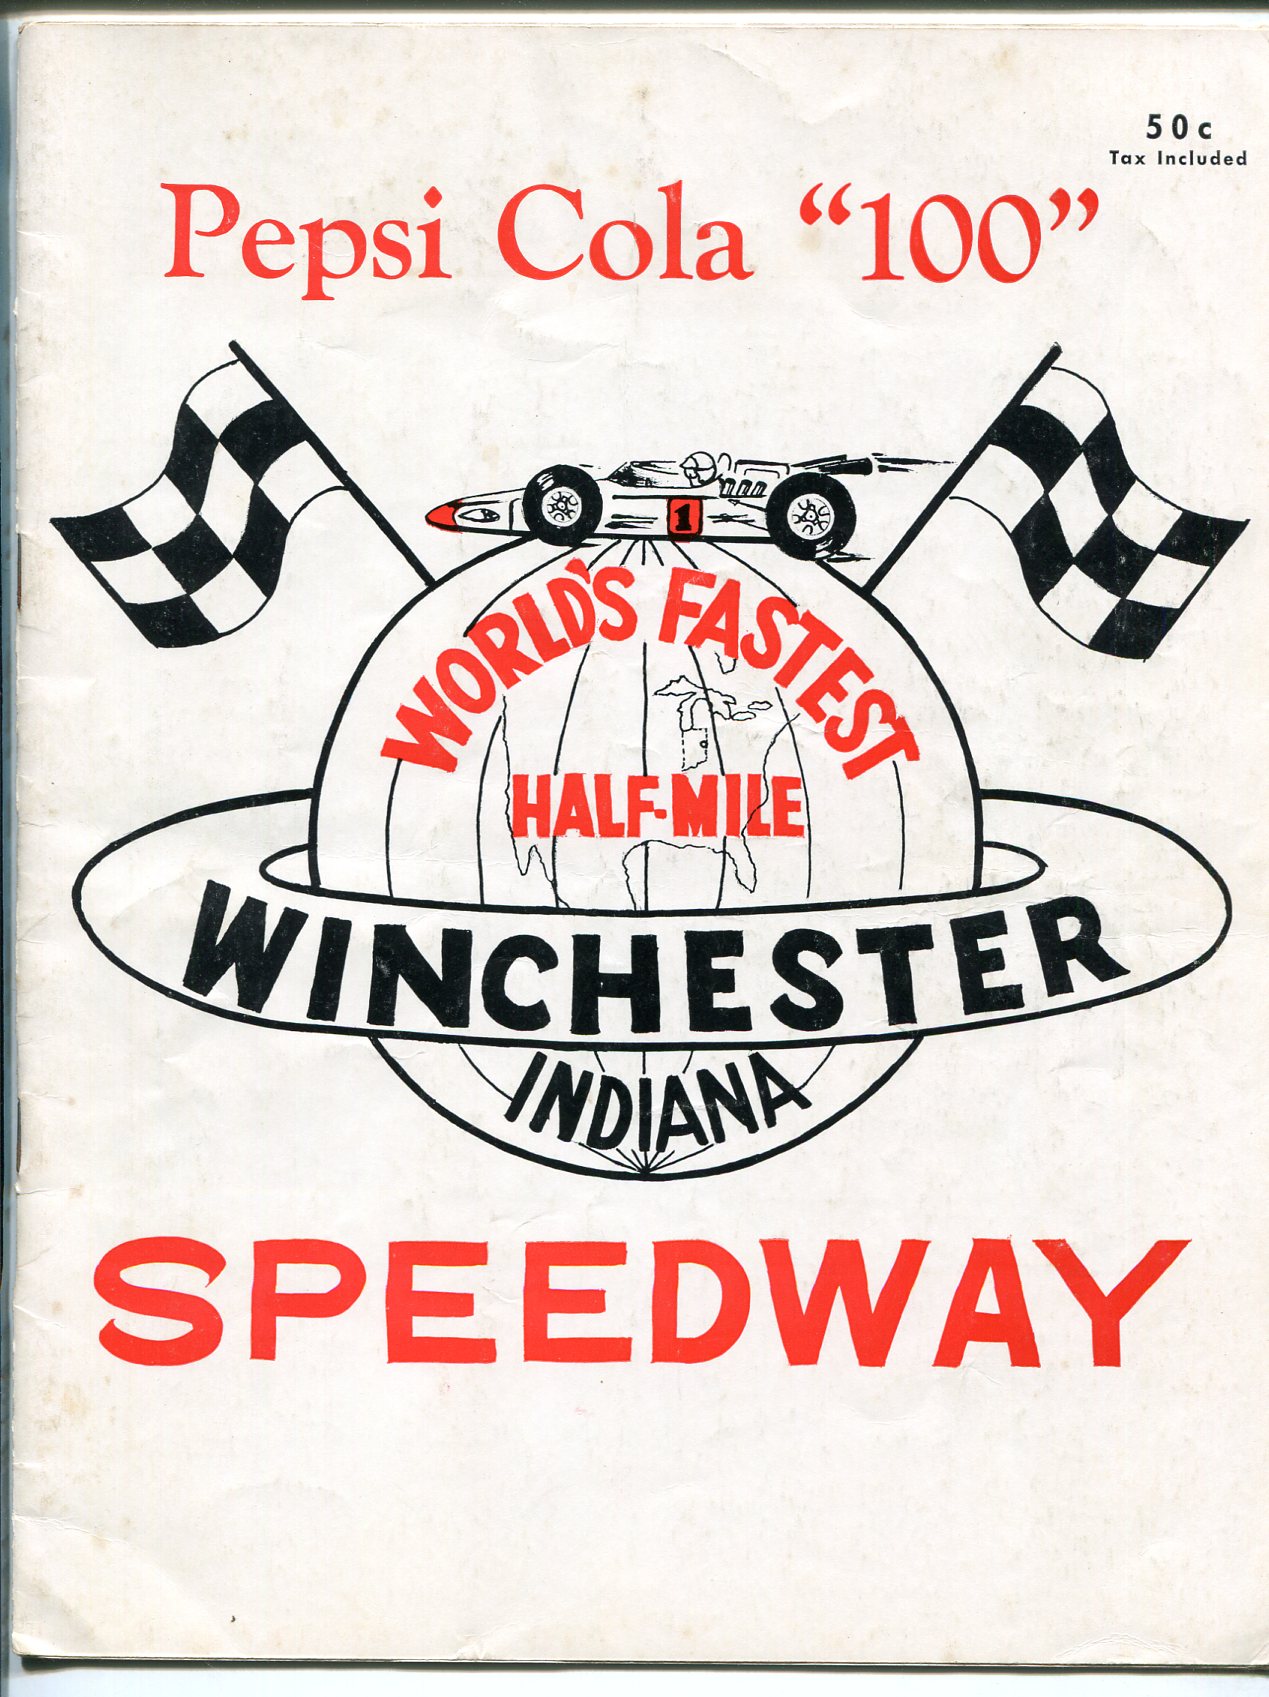 50c
Tax Included
Pepsi Cola “100”
1
WORLD'S FASTEST
HALF-MILE
WINCHESTER
INDIANA
SPEEDWAY